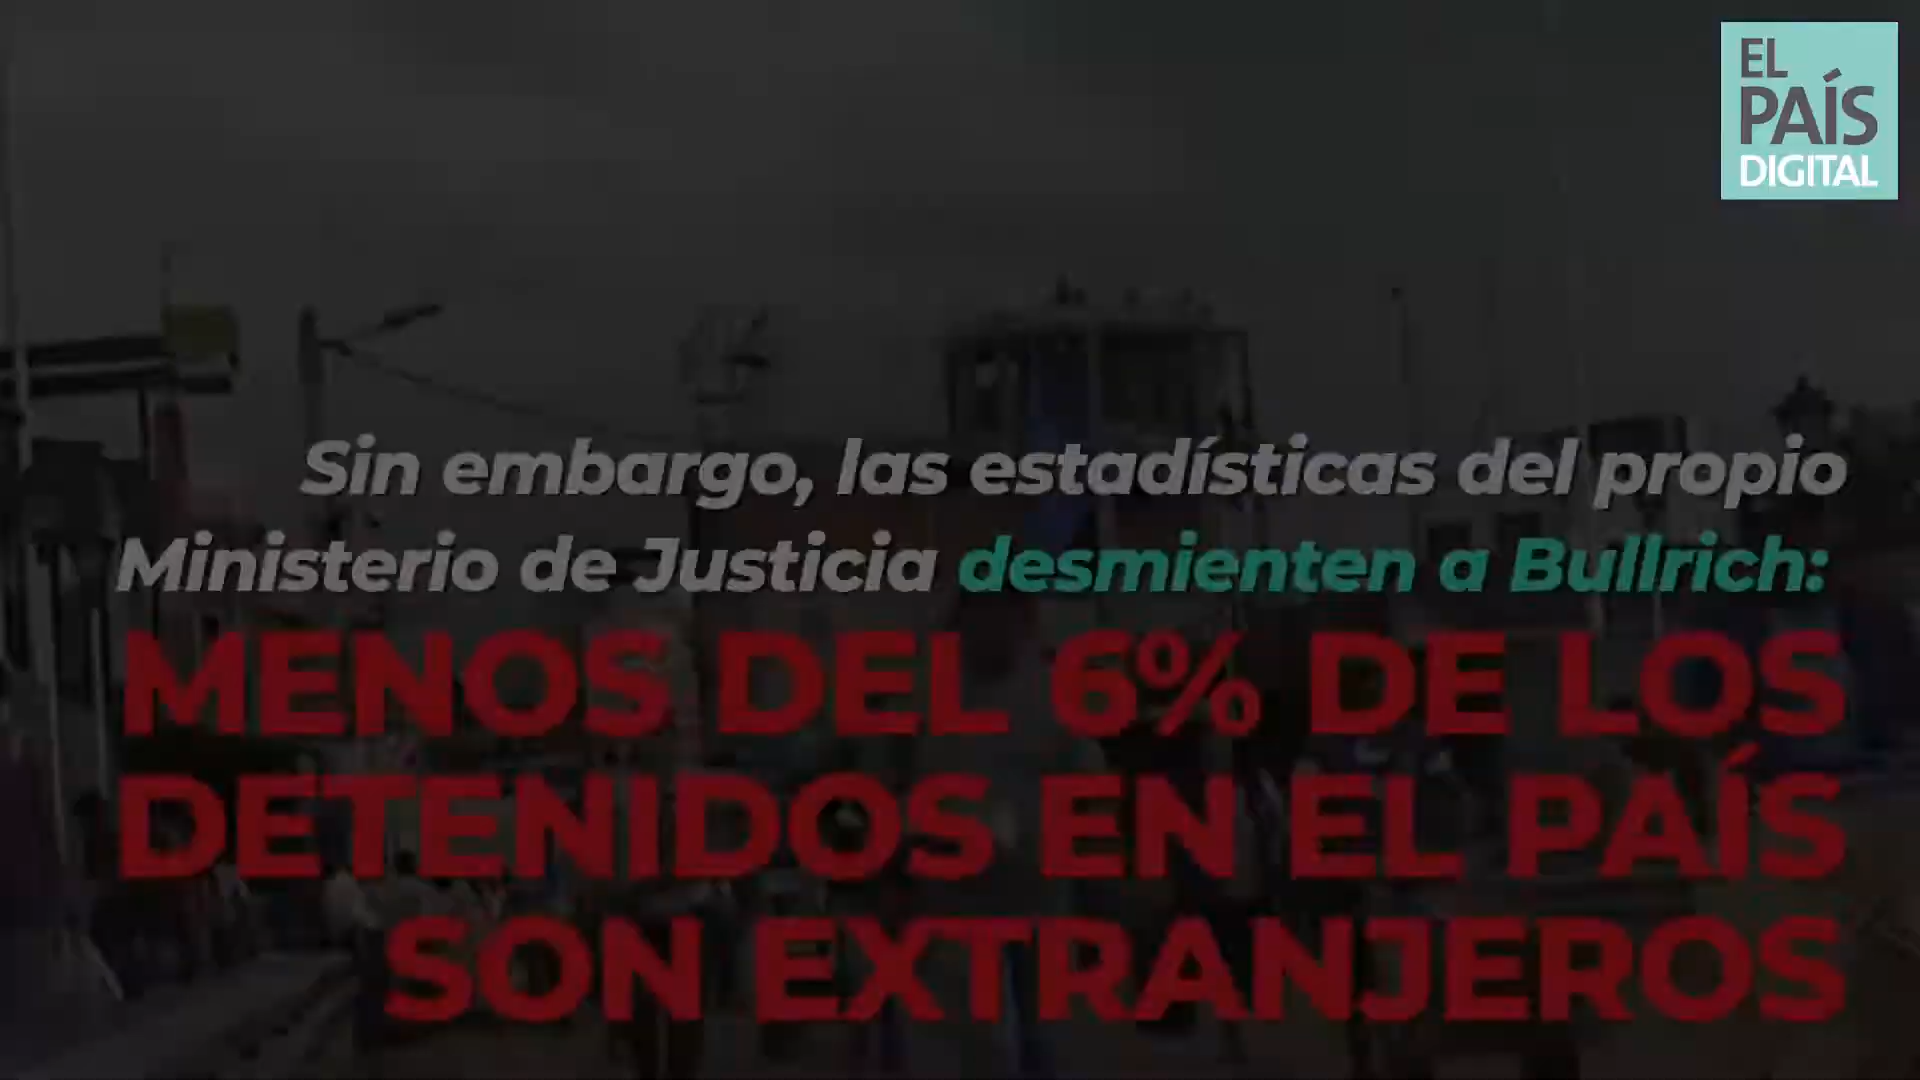 EL
PAÍS
DIGITAL
Sin embargo, las estadísticas del propio
Ministerio de Justicia desmienten a Bullrich:
MENOS DEL 6% DE LOS
DETENIDOS EN EL PAÍS
SON EXTRANJEROS